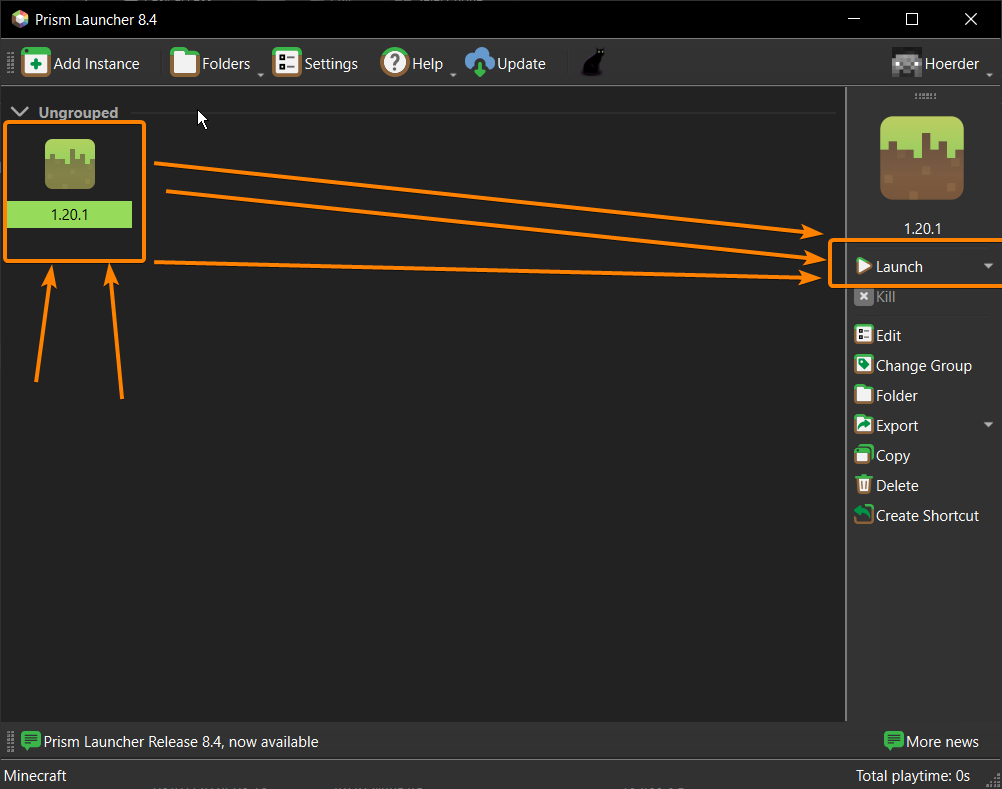 Prism Launcher 8.4
Add Instance Folders Settings Help Update Hoerder
Ungrouped
1.20.1
1.20.1
Launch
Kill
Edit
Change Group
Folder
Export
Copy
Delete
Create Shortcut
Prism Launcher Release 8.4, now available More news
Minecraft Total playtime: 0s